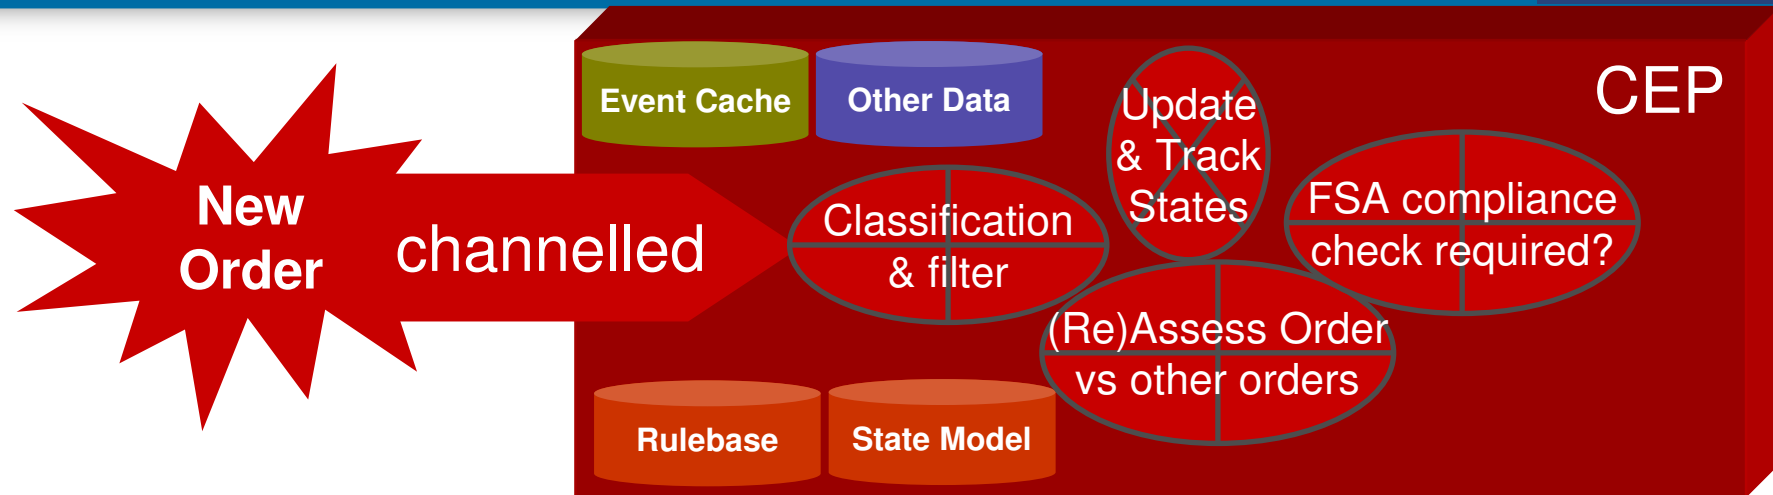 New
Order
channelled
Event Cache
Other Data
Classification
& filter
Update
& Track
States
FSA compliance
check required?
(Re)Assess Order
vs other orders
Rulebase
State Model
CEP